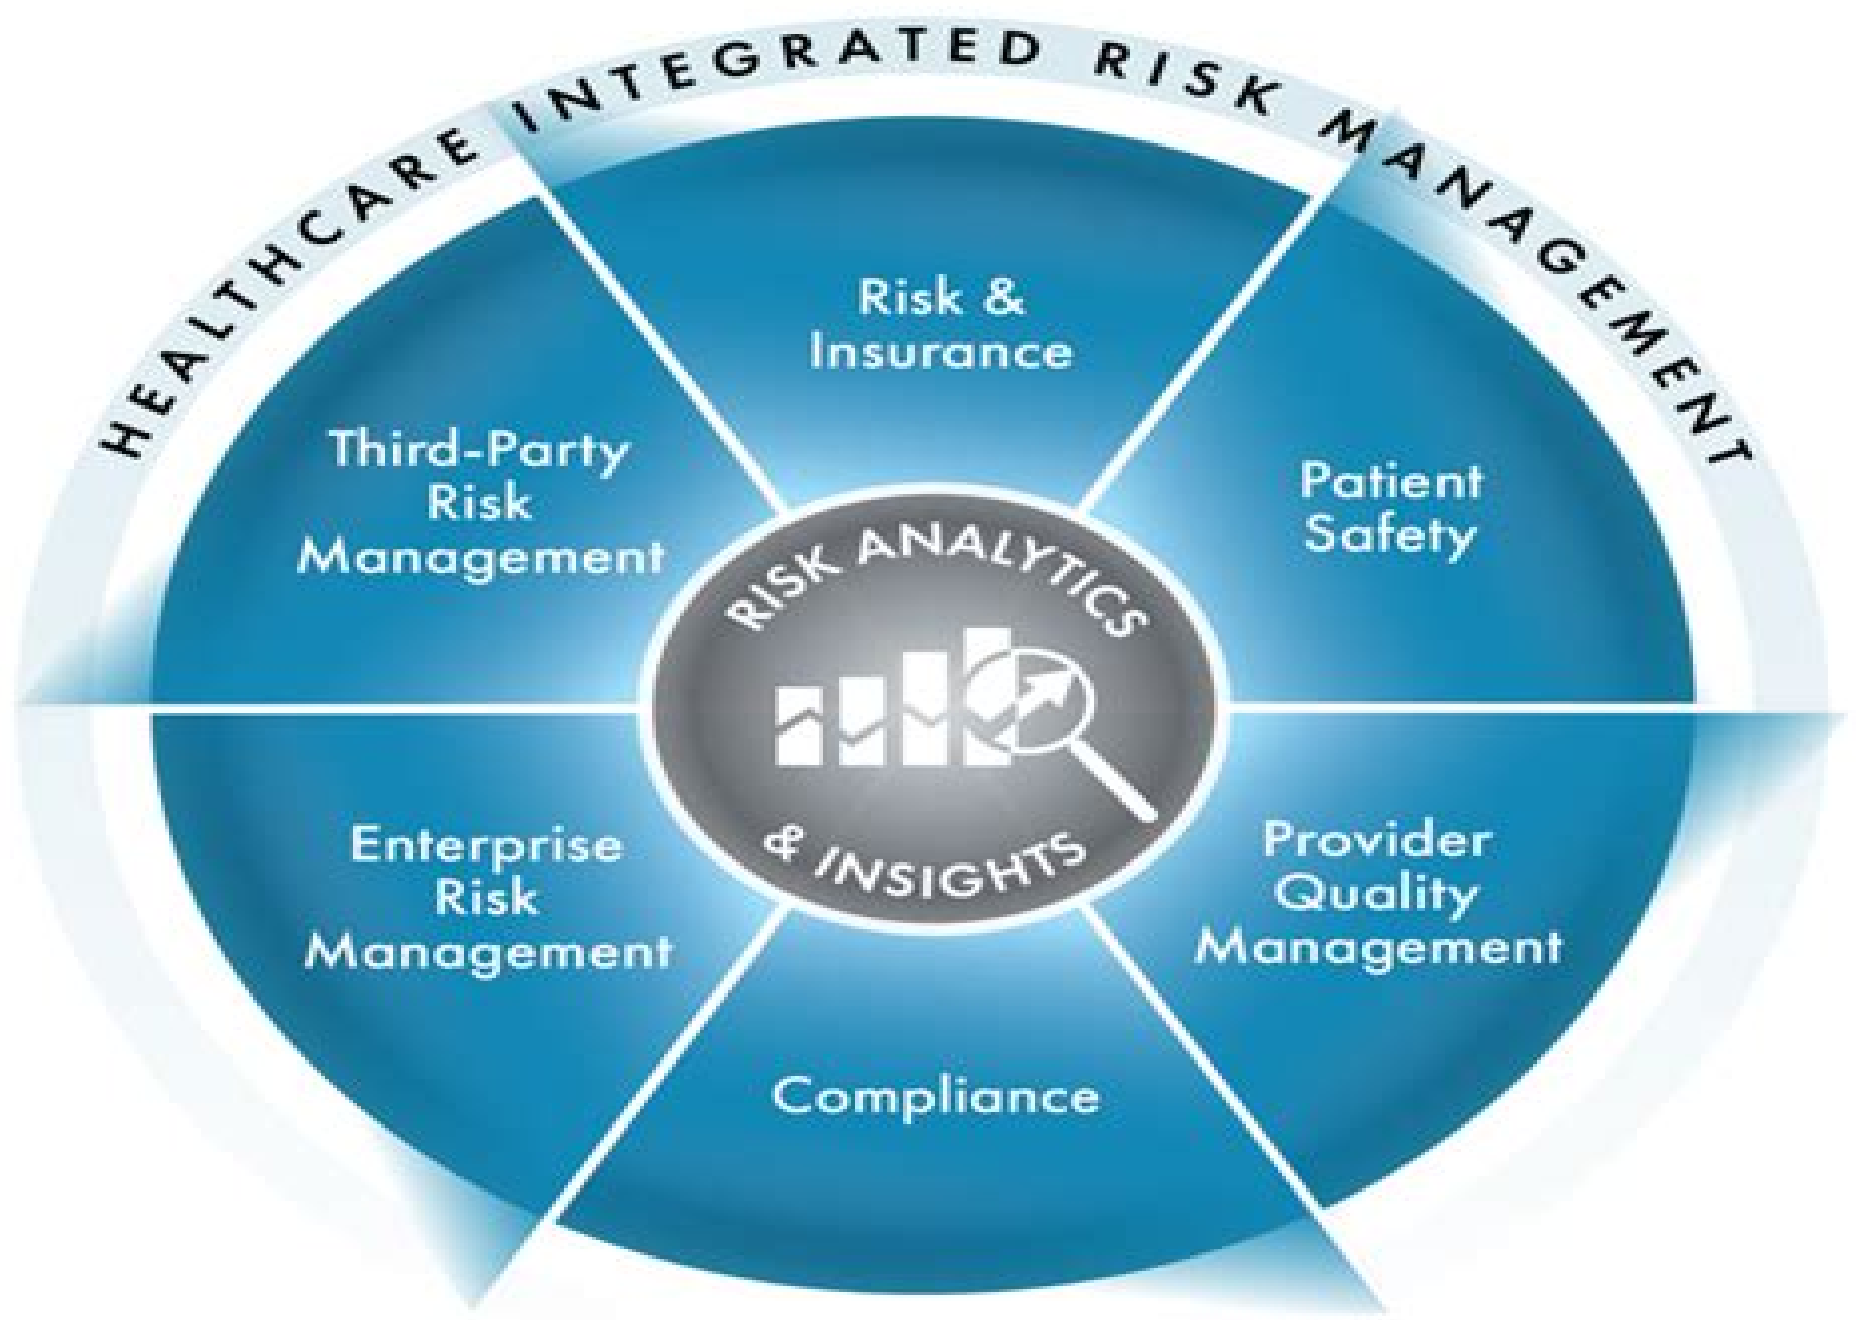 HEALTHCARE INTEGRATED RISK MANAGEMENT
Risk &
Insurance
Patient
Safety
Provider
Quality
Management
Compliance
Enterprise
Risk
Management
Third-Party
Risk
Management
RISK ANALYTICS
& INSIGHTS